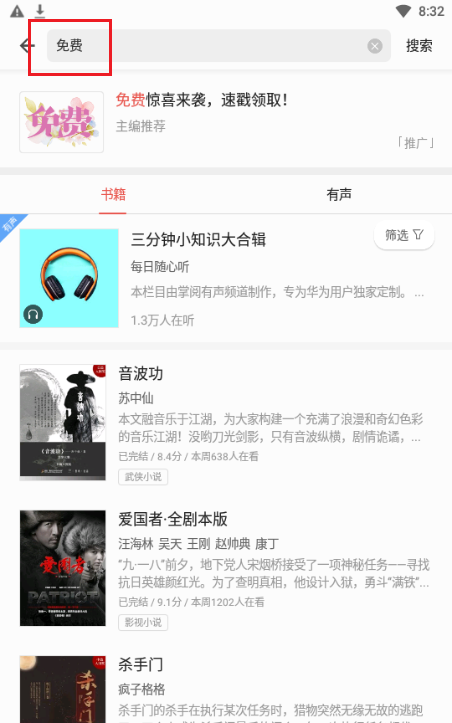 8:32
免费
搜索
免费
免费惊喜来袭，速戳领取！
主编推荐
「推广」
书籍
有声
有声
三分钟小知识大合辑
筛选
每日随心听
本栏目由掌阅有声频道制作，专为华为用户独家定制。 ...
1.3万人在听
音波功
苏中仙
本文融音乐于江湖，为大家构建一个充满了浪漫和奇幻色彩
的音乐江湖！没哟刀光剑影，只有音波纵横，剧情诡谲，...
已完结 / 8.4分 / 本周638人在看
武侠小说
音波功
爱国者·全剧本版
汪海林 吴天 王刚 赵帅典 康丁
“九·一八”前夕，地下党人宋烟桥接受了一项神秘任务——寻找
抗日英雄颜红光。为了查明真相，他设计入狱，勇斗“满铁”...
已完结 / 9.1分 / 本周1202人在看
影视小说
爱国者
PATRIOT
杀手门
疯子格格
杀手门的杀手在执行某次任务时，猎物突然无缘无故的逃跑
杀手门